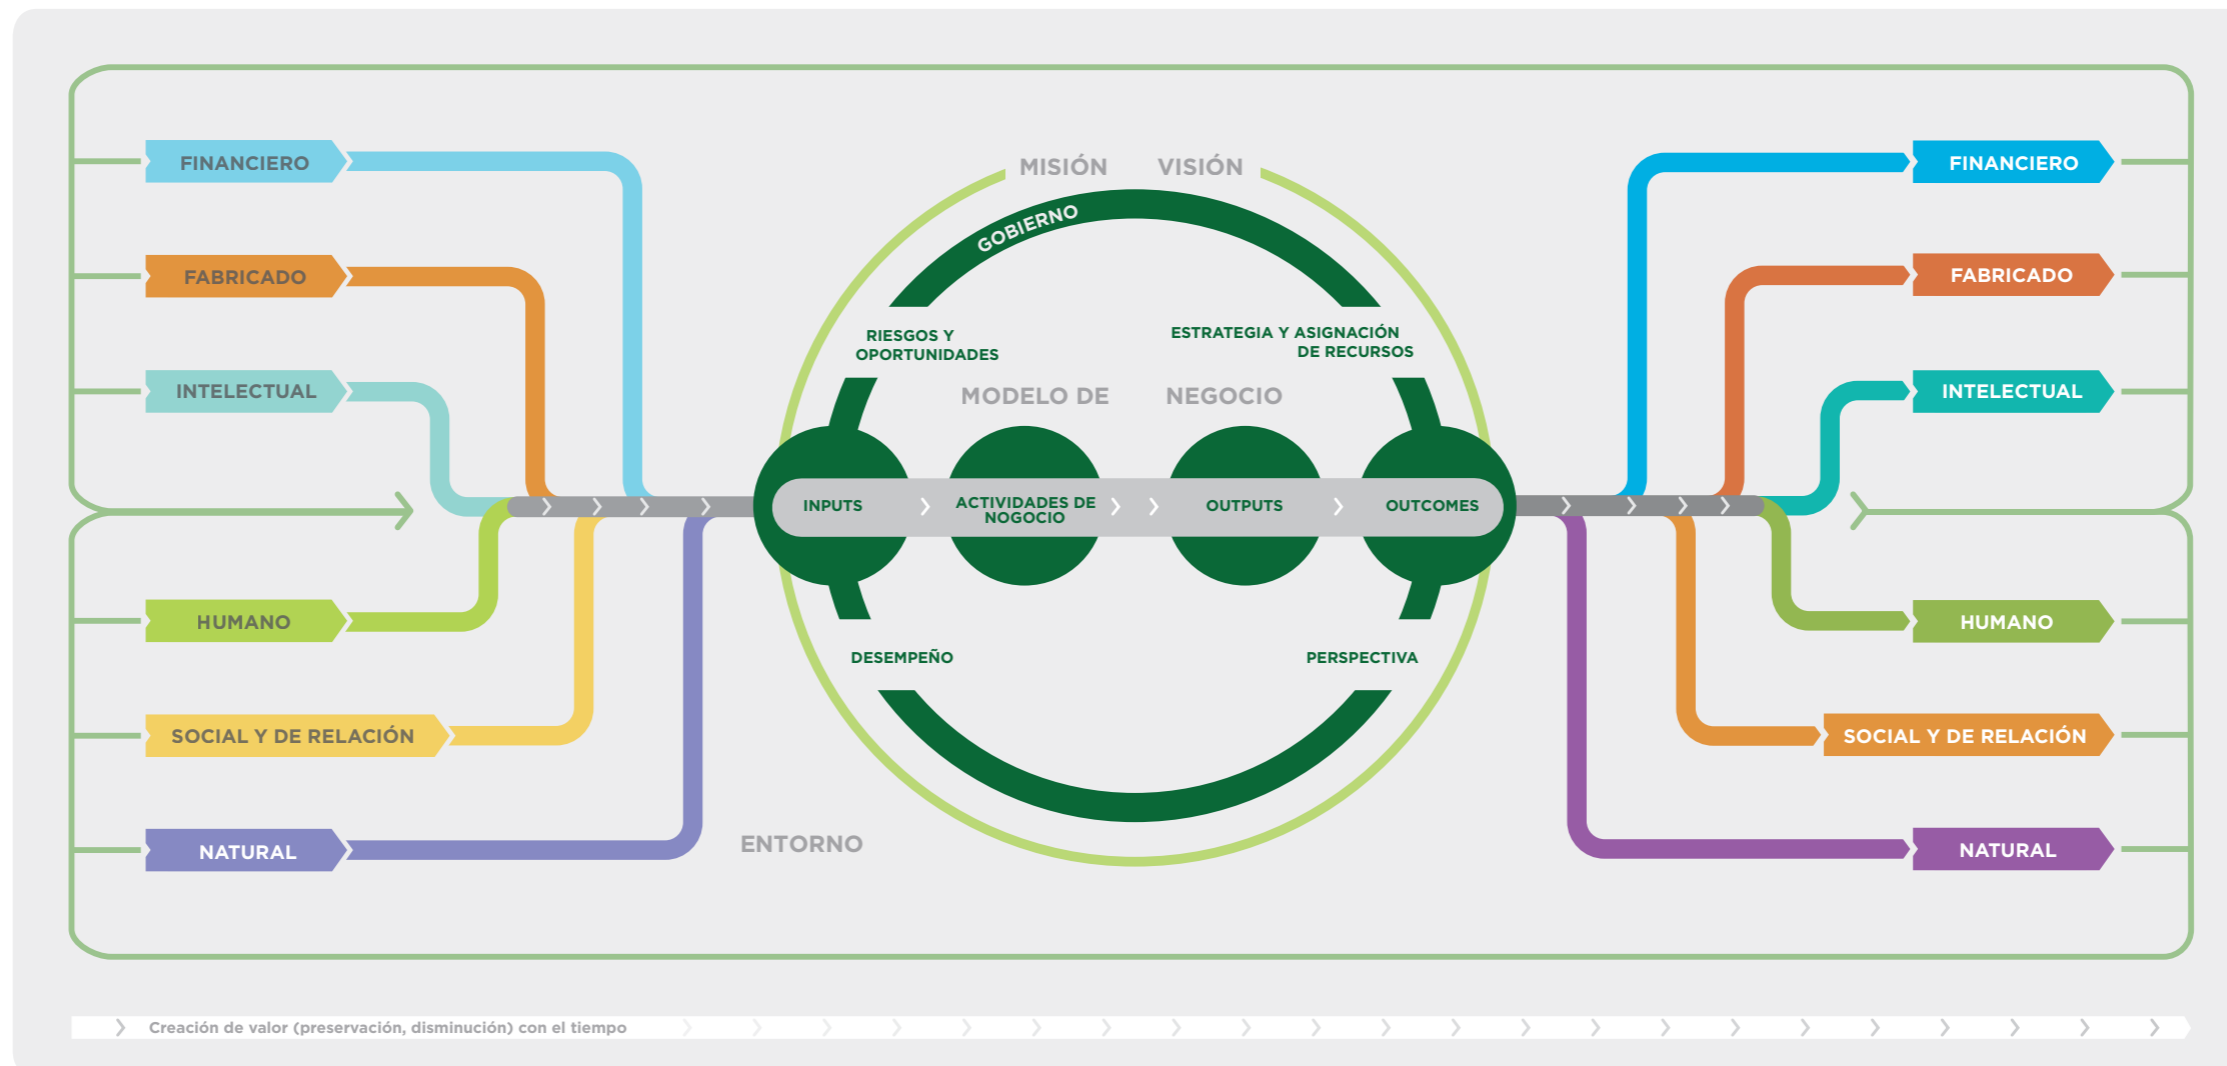 FINANCIERO
FABRICADO
INTELECTUAL
HUMANO
SOCIAL Y DE RELACIÓN
NATURAL
MISIÓN VISIÓN
GOBIERNO
RIESGOS Y
OPORTUNIDADES
ESTRATEGIA Y ASIGNACIÓN
DE RECURSOS
MODELO DE NEGOCIO
INPUTS
ACTIVIDADES DE
NOGOCIO
OUTPUTS
OUTCOMES
DESEMPEÑO
PERSPECTIVA
ENTORNO
FINANCIERO
FABRICADO
INTELECTUAL
HUMANO
SOCIAL Y DE RELACIÓN
NATURAL
Creación de valor (preservación, disminución) con el tiempo